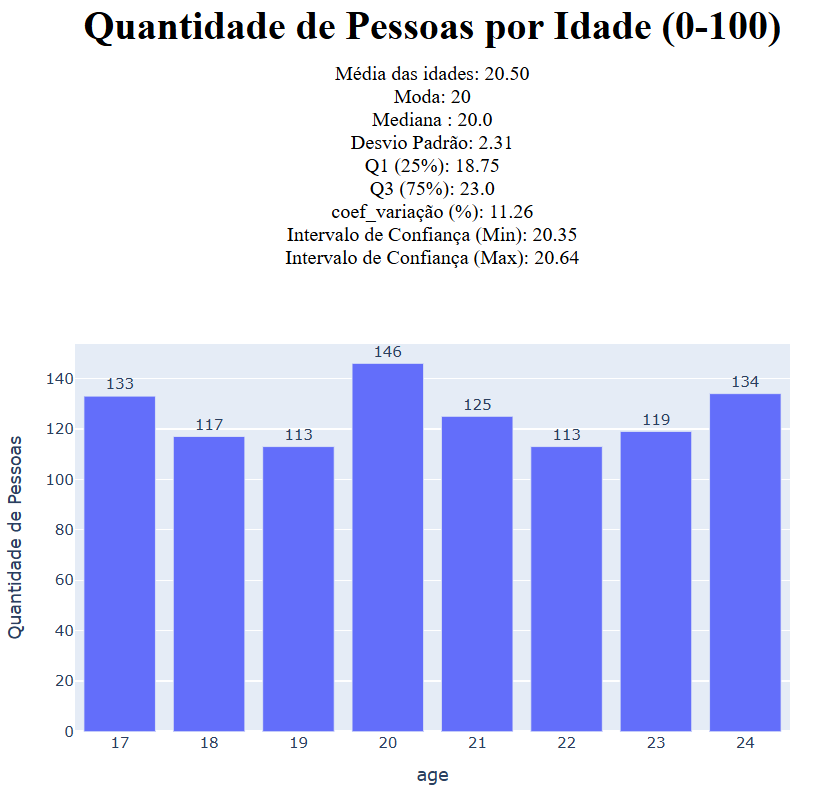 Quantidade de Pessoas por Idade (0-100)
Média das idades: 20.50
Moda: 20
Mediana : 20.0
Desvio Padrão: 2.31
Q1 (25%): 18.75
Q3 (75%): 23.0
coef_variação (%): 11.26
Intervalo de Confiança (Min): 20.35
Intervalo de Confiança (Max): 20.64
Quantidade de Pessoas
140
120
100
80
60
40
20
0
133
117
113
146
125
113
119
134
17 18 19 20 21 22 23 24
age